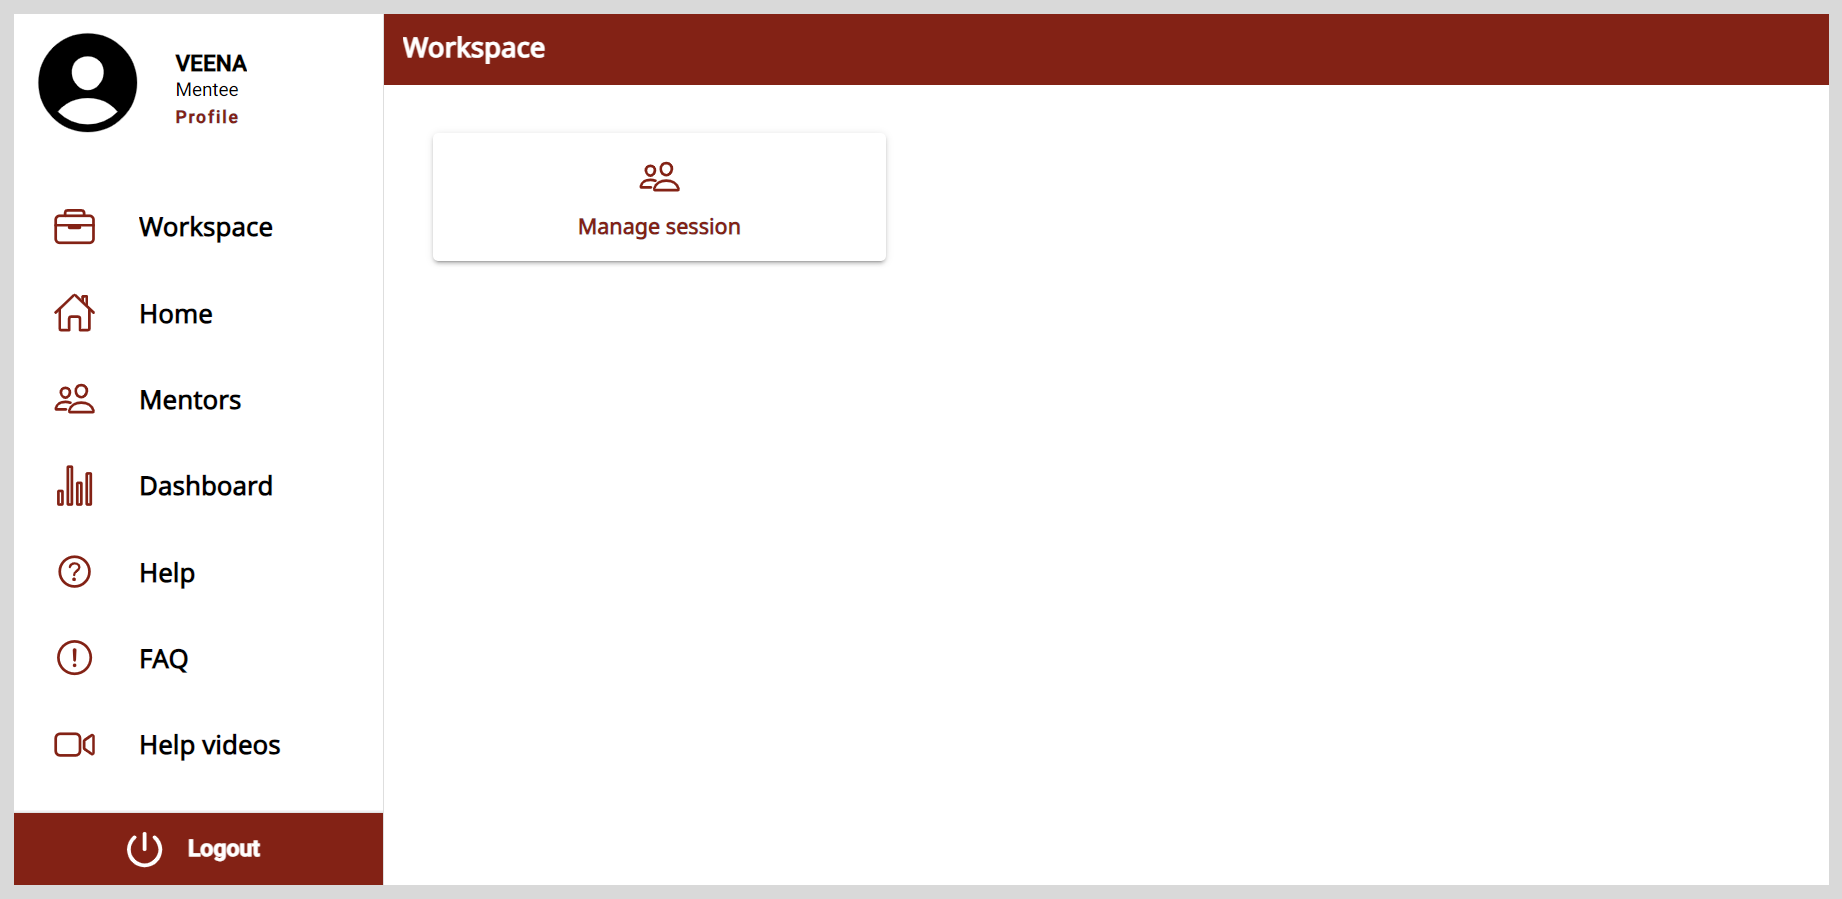 VEENA
Mentee
Profile
Workspace
Home
Mentors
Dashboard
Help
FAQ
Help videos
Logout
Workspace
Manage session